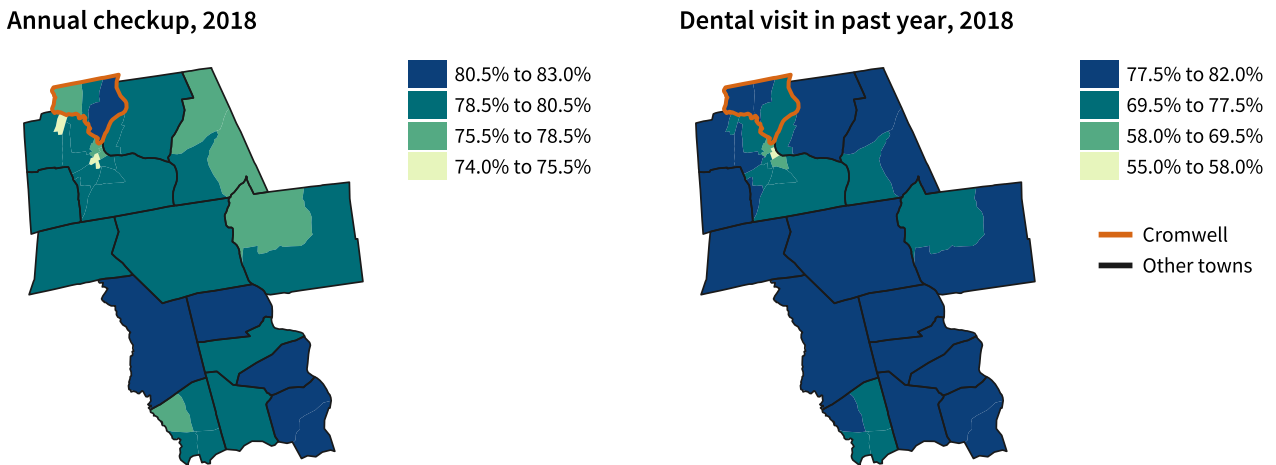 Annual checkup, 2018
80.5% to 83.0%
78.5% to 80.5%
75.5% to 78.5%
74.0% to 75.5%
Dental visit in past year, 2018
77.5% to 82.0%
69.5% to 77.5%
58.0% to 69.5%
55.0% to 58.0%
Cromwell
Other towns